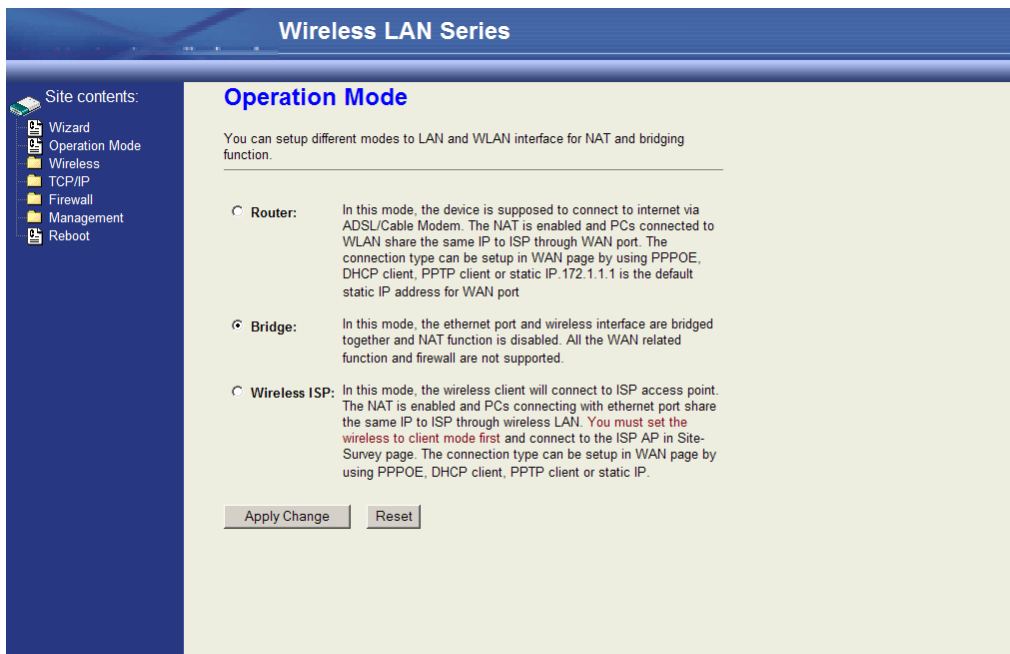 Wireless LAN Series
Site contents:
Wizard
Operation Mode
Wireless
TCP/IP
Firewall
Management
Reboot
Operation Mode
You can setup different modes to LAN and WLAN interface for NAT and bridging
function.
Router:
In this mode, the device is supposed to connect to internet via
ADSL/Cable Modem. The NAT is enabled and PCs connected to
WLAN share the same IP to ISP through WAN port. The
connection type can be setup in WAN page by using PPPOE,
DHCP client, PPTP client or static IP.172.1.1.1 is the default
static IP address for WAN port
Bridge:
In this mode, the ethernet port and wireless interface are bridged
together and NAT function is disabled. All the WAN related
function and firewall are not supported.
Wireless ISP:
In this mode, the wireless client will connect to ISP access point.
The NAT is enabled and PCs connecting with ethernet port share
the same IP to ISP through wireless LAN. You must set the
wireless to client mode first and connect to the ISP AP in Site-
Survey page. The connection type can be setup in WAN page by
using PPPOE, DHCP client, PPTP client or static IP.
Apply Change
Reset